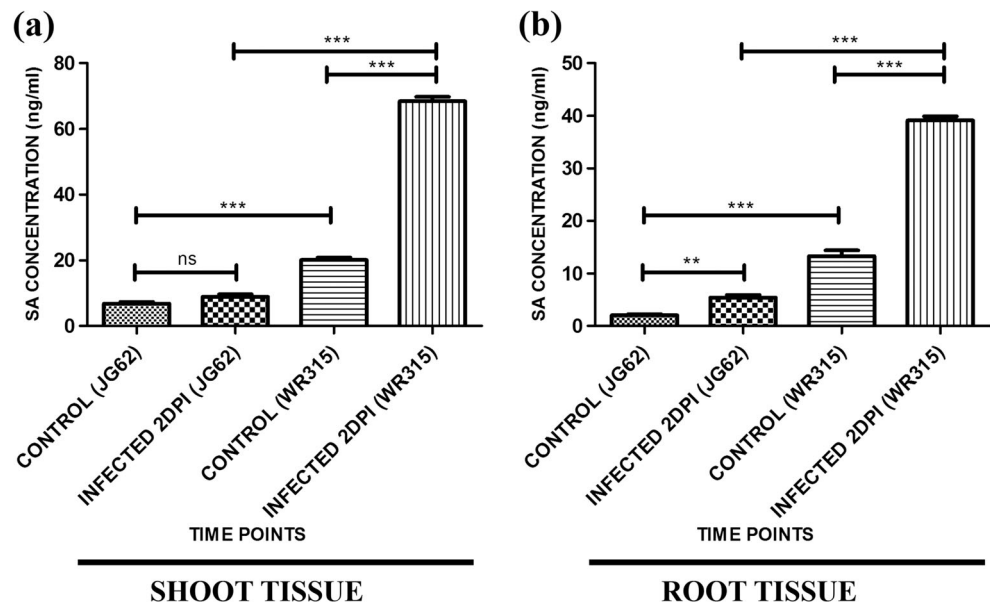 (a)
SA CONCENTRATION (ng/ml)
80
60
40
20
0
***
***
***
ns
CONTROL (JG62)
INFECTED 2DPI (JG62)
CONTROL (WR315)
INFECTED 2DPI (WR315)
TIME POINTS
SHOOT TISSUE
(b)
SA CONCENTRATION (ng/ml)
50
40
30
20
10
0
***
***
***
**
CONTROL (JG62)
INFECTED 2DPI (JG62)
CONTROL (WR315)
INFECTED 2DPI (WR315)
TIME POINTS
ROOT TISSUE